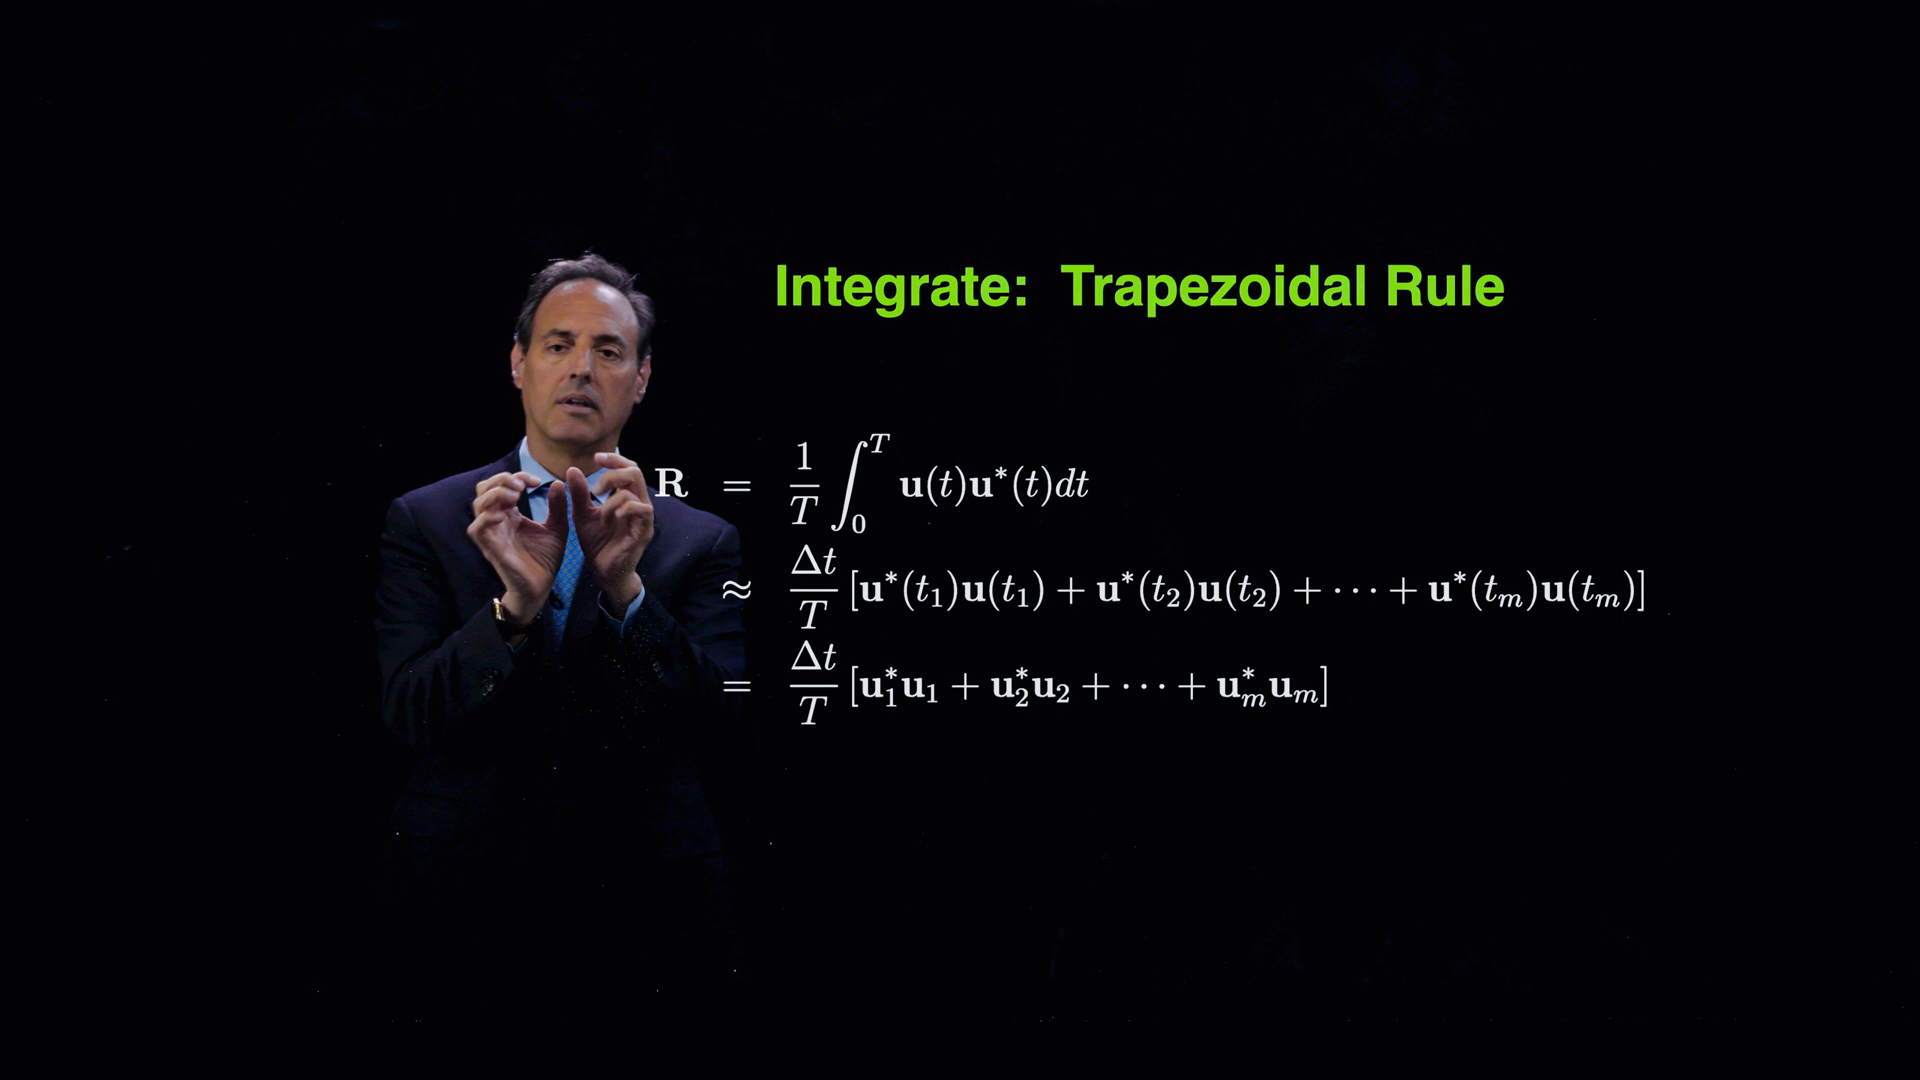 Integrate: Trapezoidal Rule
R = 1/T ∫₀ᵀ u(t)u*(t)dt
≈ Δt/T [u*(t₁)u(t₁) + u*(t₂)u(t₂) + ··· + u*(tₘ)u(tₘ)]
= Δt/T [u₁*u₁ + u₂*u₂ + ··· + uₘ*uₘ]